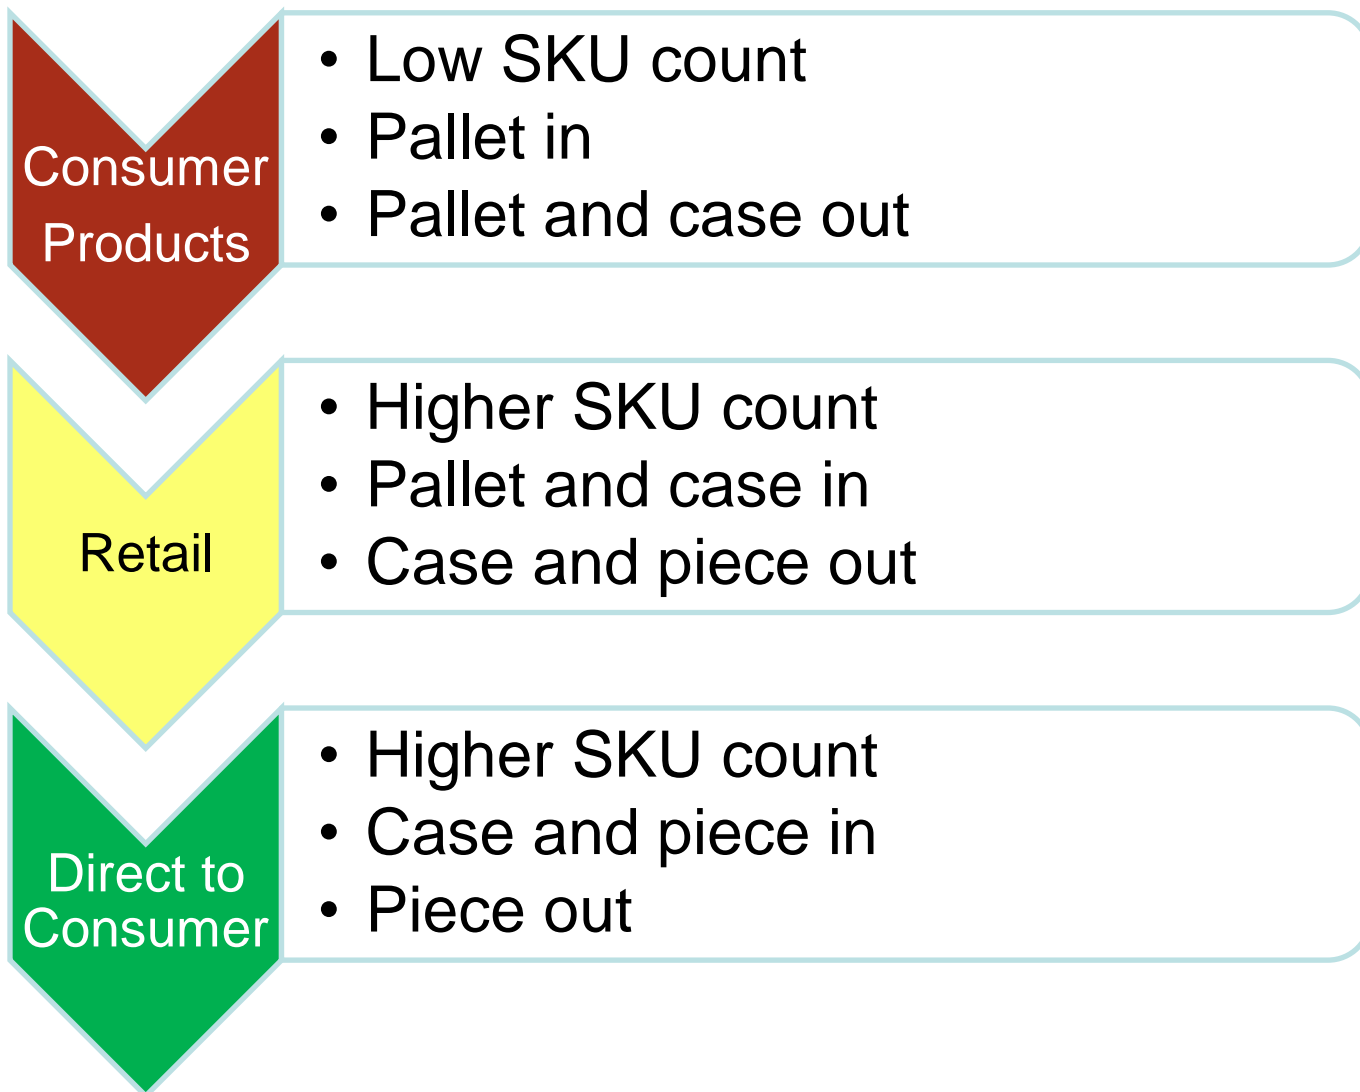 Consumer
Products
• Low SKU count
• Pallet in
• Pallet and case out
Retail
• Higher SKU count
• Pallet and case in
• Case and piece out
Direct to
Consumer
• Higher SKU count
• Case and piece in
• Piece out